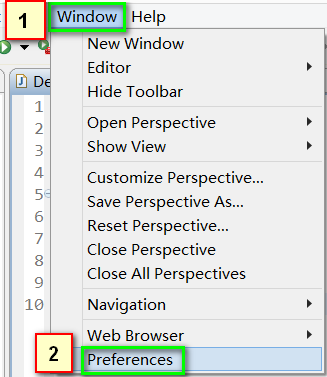 1 Window Help
New Window
Editor
Hide Toolbar
Open Perspective
Show View
Customize Perspective...
Save Perspective As...
Reset Perspective...
Close Perspective
Close All Perspectives
Navigation
Web Browser
2 Preferences
J De
1
2
3
4
5
6
7
8
9
10